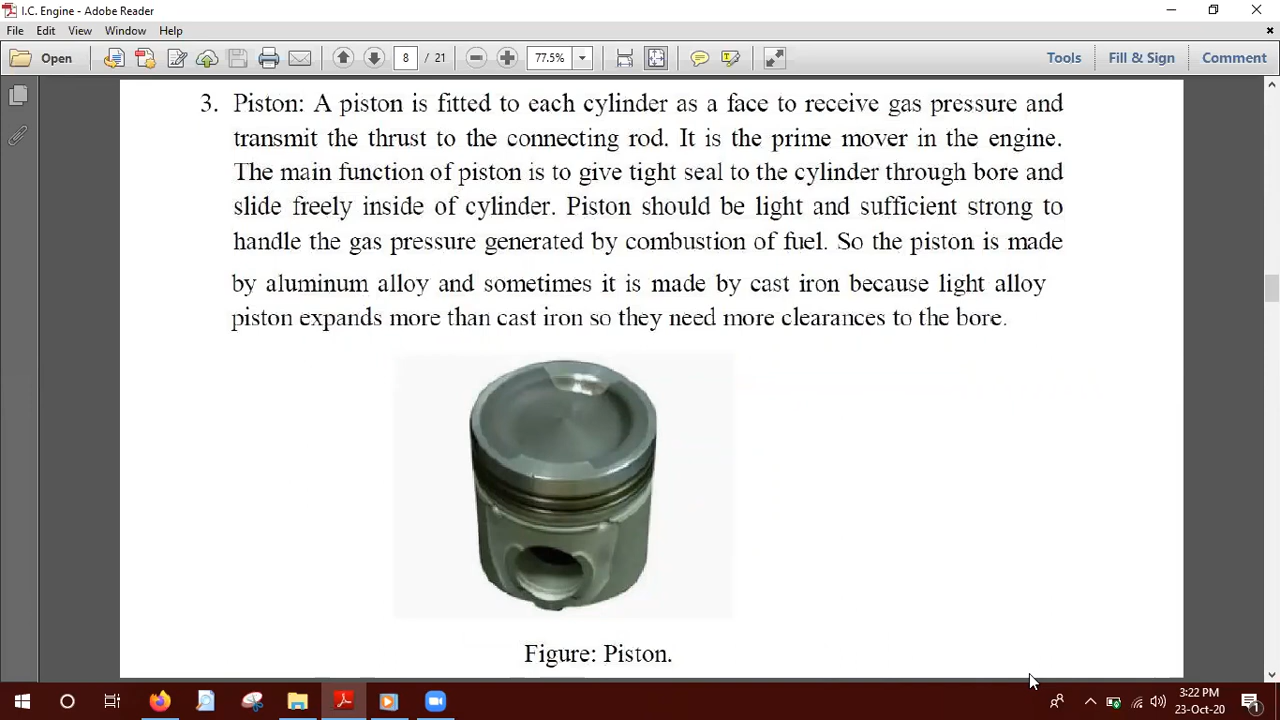 I.C. Engine - Adobe Reader
File Edit View Window Help
Open 8 / 21 77.5% Tools Fill & Sign Comment
3. Piston: A piston is fitted to each cylinder as a face to receive gas pressure and
transmit the thrust to the connecting rod. It is the prime mover in the engine.
The main function of piston is to give tight seal to the cylinder through bore and
slide freely inside of cylinder. Piston should be light and sufficient strong to
handle the gas pressure generated by combustion of fuel. So the piston is made
by aluminum alloy and sometimes it is made by cast iron because light alloy
piston expands more than cast iron so they need more clearances to the bore.
Figure: Piston.
3:22 PM
23-Oct-20
1